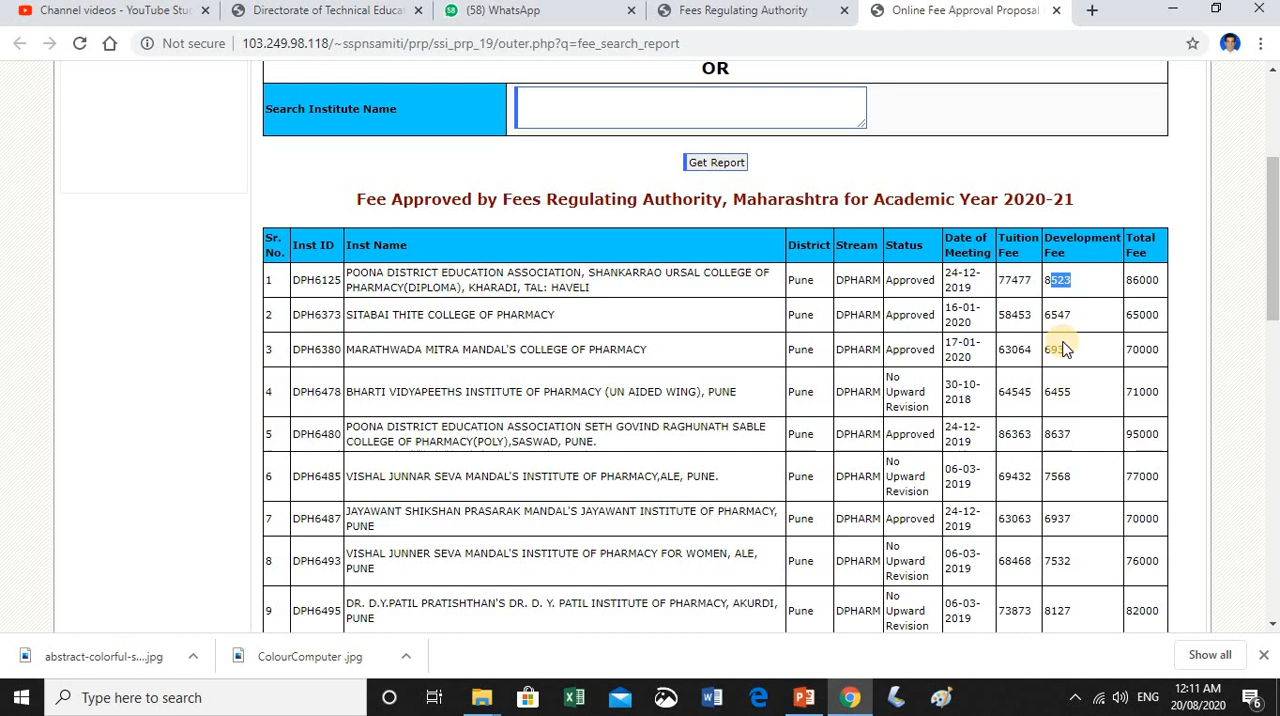 Channel videos - YouTube Studio
Directorate of Technical Educat
(58) WhatsApp
Fees Regulating Authority
Online Fee Approval Proposal
Not secure
103.249.98.118/~sspnsamiti/prp/ssi_prp_19/outer.php?q=fee_search_report
OR
Search Institute Name
Get Report
Fee Approved by Fees Regulating Authority, Maharashtra for Academic Year 2020-21
Sr. No. Inst ID Inst Name District Stream Status Date of Meeting Tuition Fee Development Fee Total Fee
1 DPH6125 POONA DISTRICT EDUCATION ASSOCIATION, SHANKARRAO URSAL COLLEGE OF PHARMACY(DIPLOMA), KHARADI, TAL: HAVELI Pune DPHARM Approved 24-12-2019 77477 8523 86000
2 DPH6373 SITABAI THITE COLLEGE OF PHARMACY Pune DPHARM Approved 16-01-2020 58453 6547 65000
3 DPH6380 MARATHWADA MITRA MANDAL'S COLLEGE OF PHARMACY Pune DPHARM Approved 17-01-2020 63064 70000
4 DPH6478 BHARTI VIDYAPEETHS INSTITUTE OF PHARMACY (UN AIDED WING), PUNE Pune DPHARM No Upward Revision 30-10-2018 64545 6455 71000
5 DPH6480 POONA DISTRICT EDUCATION ASSOCIATION SETH GOVIND RAGHUNATH SABLE COLLEGE OF PHARMACY(POLY),SASWAD, PUNE. Pune DPHARM Approved 24-12-2019 86363 8637 95000
6 DPH6485 VISHAL JUNNAR SEVA MANDAL'S INSTITUTE OF PHARMACY,ALE, PUNE. Pune DPHARM No Upward Revision 06-03-2019 69432 7568 77000
7 DPH6487 JAYAWANT SHIKSHAN PRASARAK MANDAL'S JAYAWANT INSTITUTE OF PHARMACY, PUNE Pune DPHARM Approved 24-12-2019 63063 6937 70000
8 DPH6493 VISHAL JUNNER SEVA MANDAL'S INSTITUTE OF PHARMACY FOR WOMEN, ALE, PUNE Pune DPHARM No Upward Revision 06-03-2019 68468 7532 76000
9 DPH6495 DR. D.Y.PATIL PRATISHTHAN'S DR. D. Y. PATIL INSTITUTE OF PHARMACY, AKURDI, PUNE Pune DPHARM No Upward Revision 06-03-2019 73873 8127 82000
abstract-colorful-s....jpg
ColourComputer .jpg
Show all
Type here to search
ENG
12:11 AM
20/08/2020
6